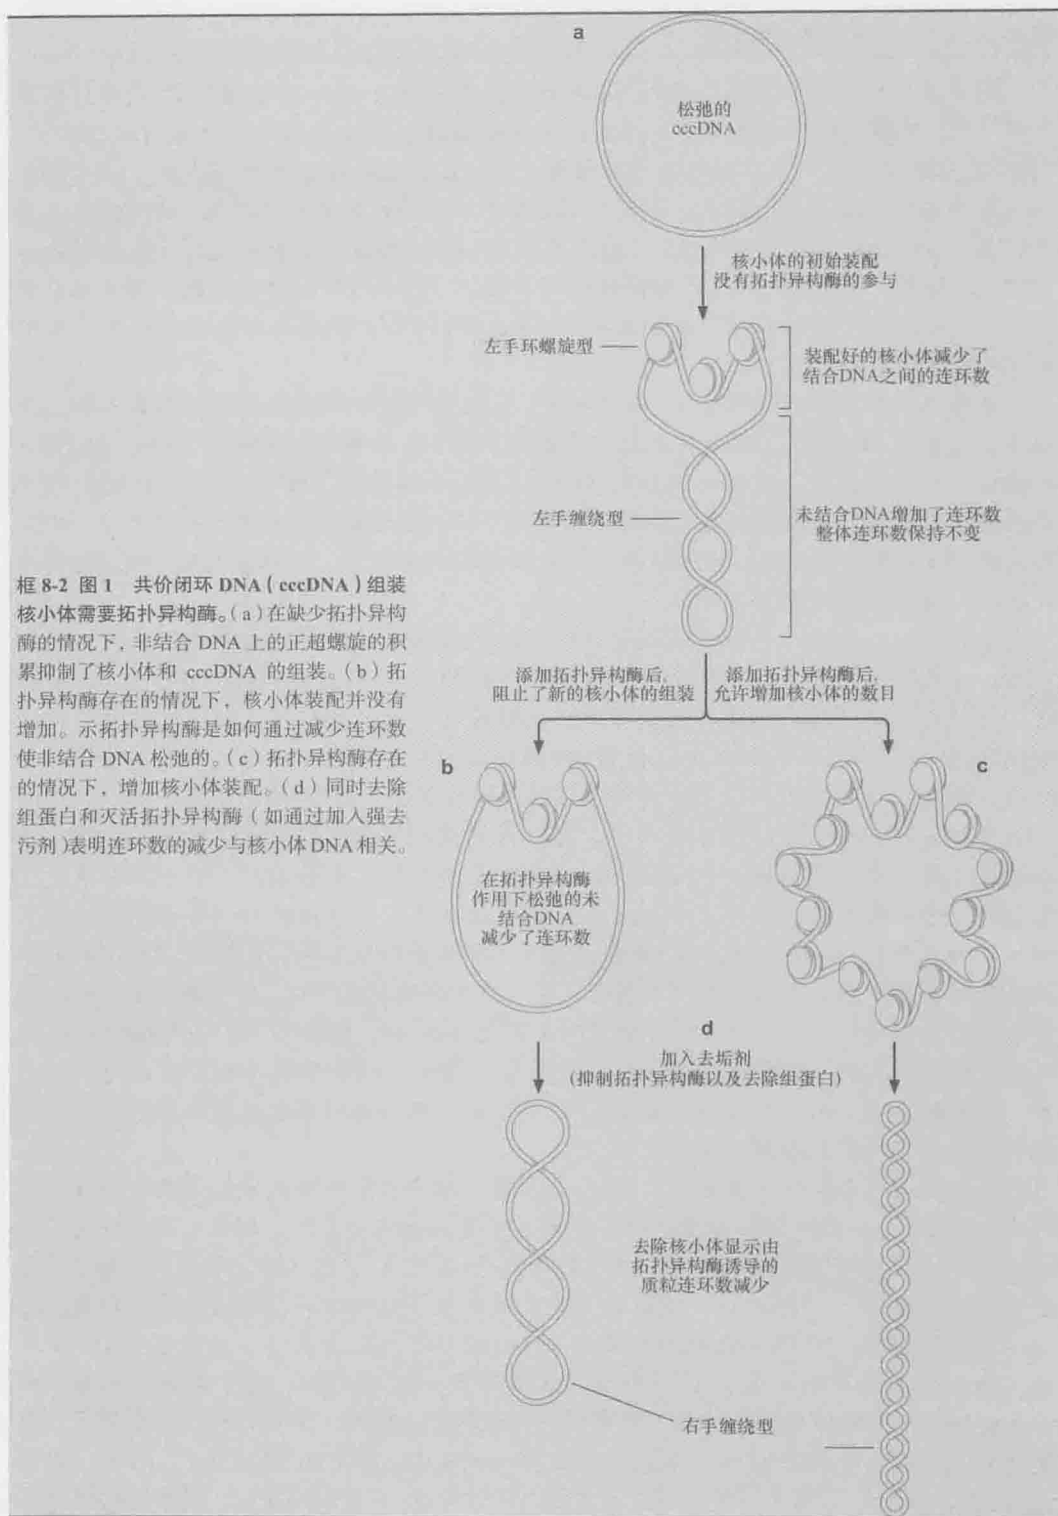 a
松弛的
cccDNA
核小体的初始装配
没有拓扑异构酶的参与
左手环螺旋型
装配好的核小体减少了
结合DNA之间的连环数
左手缠绕型
未结合DNA增加了连环数
整体连环数保持不变
框 8-2 图 1 共价闭环 DNA（cccDNA）组装
核小体需要拓扑异构酶。（a）在缺少拓扑异构
酶的情况下，非结合 DNA 上的正超螺旋的积
累抑制了核小体和 cccDNA 的组装。（b）拓
扑异构酶存在的情况下，核小体装配并没有
增加。示拓扑异构酶是如何通过减少连环数
使非结合 DNA 松弛的。（c）拓扑异构酶存在
的情况下，增加核小体装配。（d）同时去除
组蛋白和灭活拓扑异构酶（如通过加入强去
污剂）表明连环数的减少与核小体 DNA 相关。
添加拓扑异构酶后，
阻止了新的核小体的组装
添加拓扑异构酶后，
允许增加核小体的数目
b
c
在拓扑异构酶
作用下松弛的未
结合DNA
减少了连环数
d
加入去垢剂
(抑制拓扑异构酶以及去除组蛋白)
去除核小体显示由
拓扑异构酶诱导的
质粒连环数减少
右手缠绕型